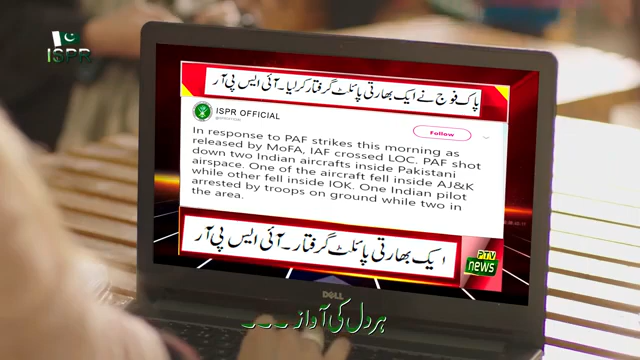 ISPR
پاک فوج نے ایک بھارتی پائلٹ گرفتار کر لیا۔ آئی ایس پی آر
ISPR OFFICIAL
Follow
In response to PAF strikes this morning as
released by MoFA, IAF crossed LOC. PAF shot
down two Indian aircrafts inside Pakistani
airspace. One of the aircraft fell inside AJ&K
while other fell inside IOK. One Indian pilot
arrested by troops on ground while two in
the area.
ایک بھارتی پائلٹ گرفتار۔ آئی ایس پی آر
PTV
news
DELL
ہر دل کی آواز ---